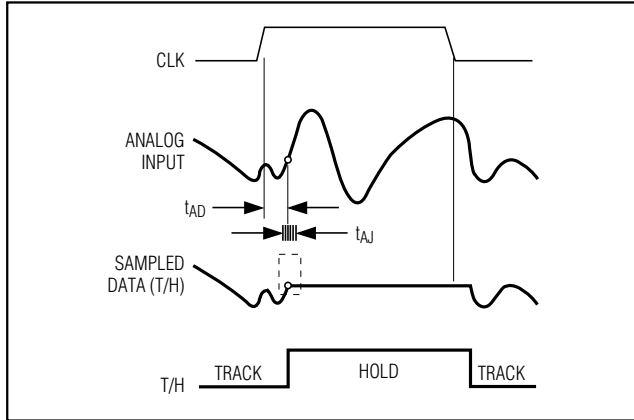 CLK
ANALOG
INPUT
tAD
tAJ
SAMPLED
DATA (T/H)
TRACK
HOLD
TRACK
T/H